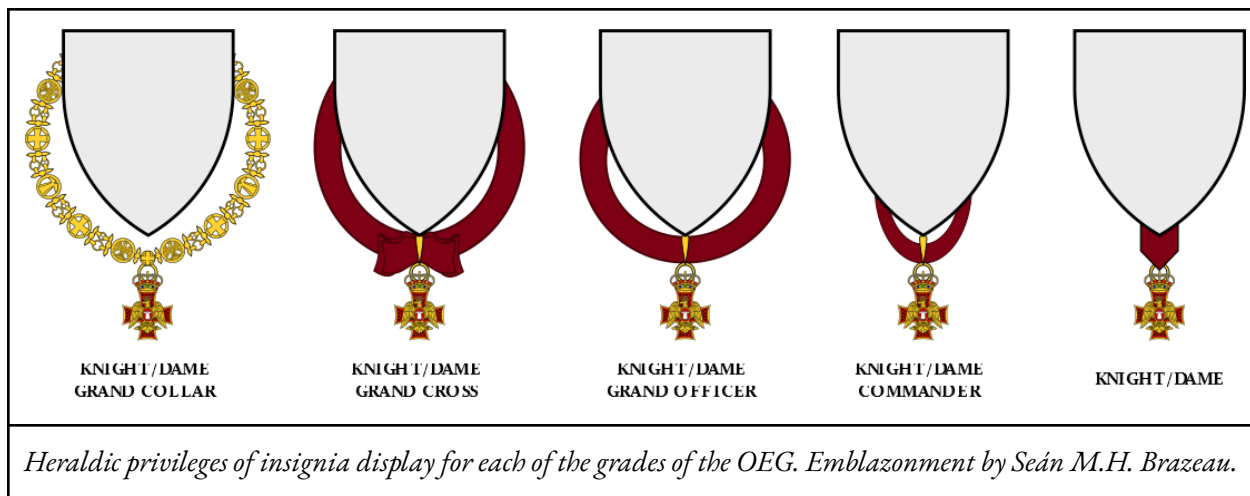 KNIGHT/DAME
GRAND COLLAR
KNIGHT/DAME
GRAND CROSS
KNIGHT/DAME
GRAND OFFICER
KNIGHT/DAME
COMMANDER
KNIGHT/DAME
Heraldic privileges of insignia display for each of the grades of the OEG. Emblazonment by Seán M.H. Brazeau.